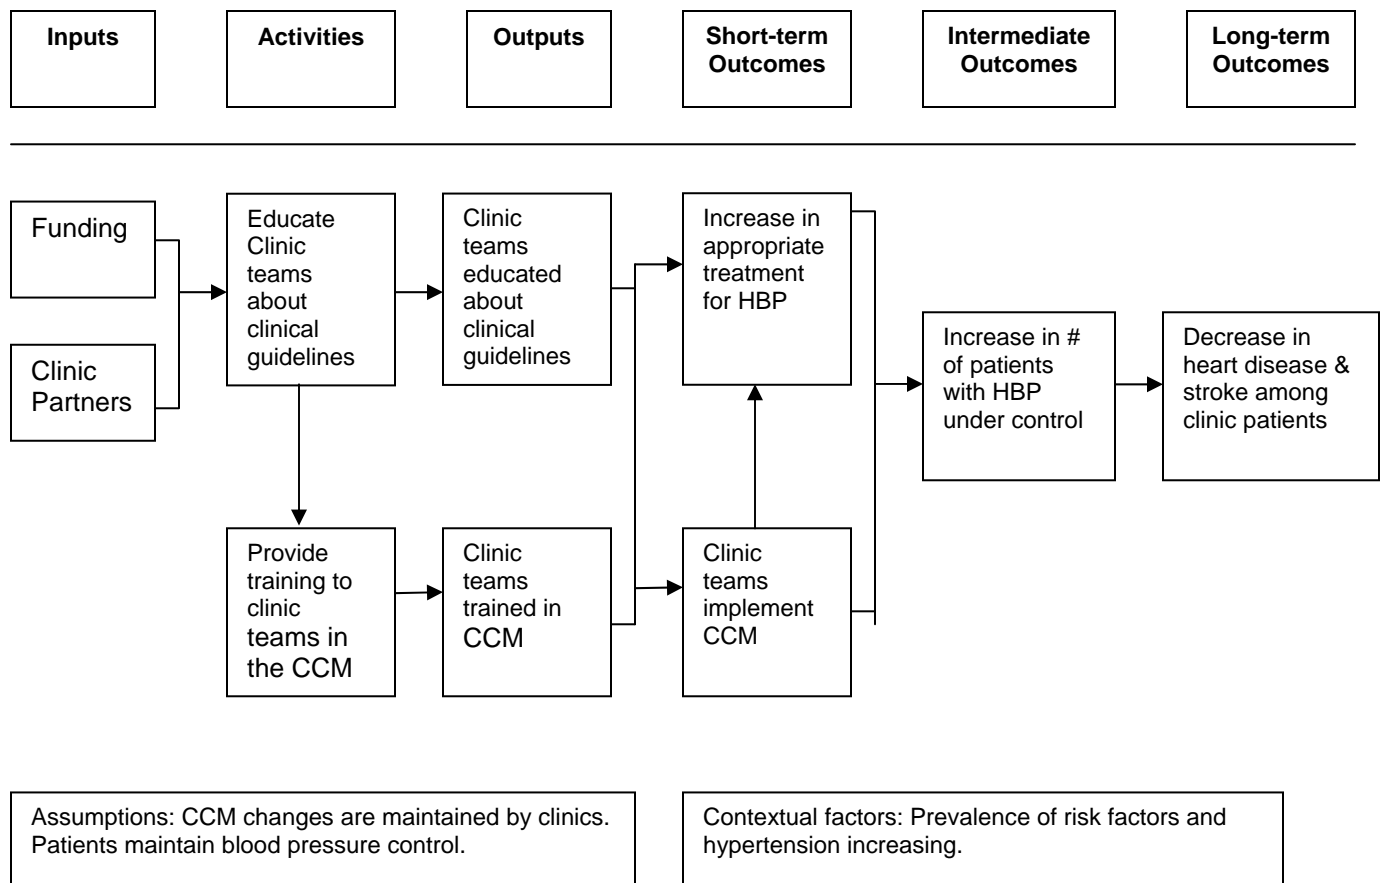 Inputs
Activities
Outputs
Short-term
Outcomes
Intermediate
Outcomes
Long-term
Outcomes
Funding
Clinic
Partners
Educate
Clinic
teams
about
clinical
guidelines
Clinic
teams
educated
about
clinical
guidelines
Increase in
appropriate
treatment
for HBP
Increase in #
of patients
with HBP
under control
Decrease in
heart disease &
stroke among
clinic patients
Provide
training to
clinic
teams in
the CCM
Clinic
teams
trained in
CCM
Clinic
teams
implement
CCM
Assumptions: CCM changes are maintained by clinics.
Patients maintain blood pressure control.
Contextual factors: Prevalence of risk factors and
hypertension increasing.